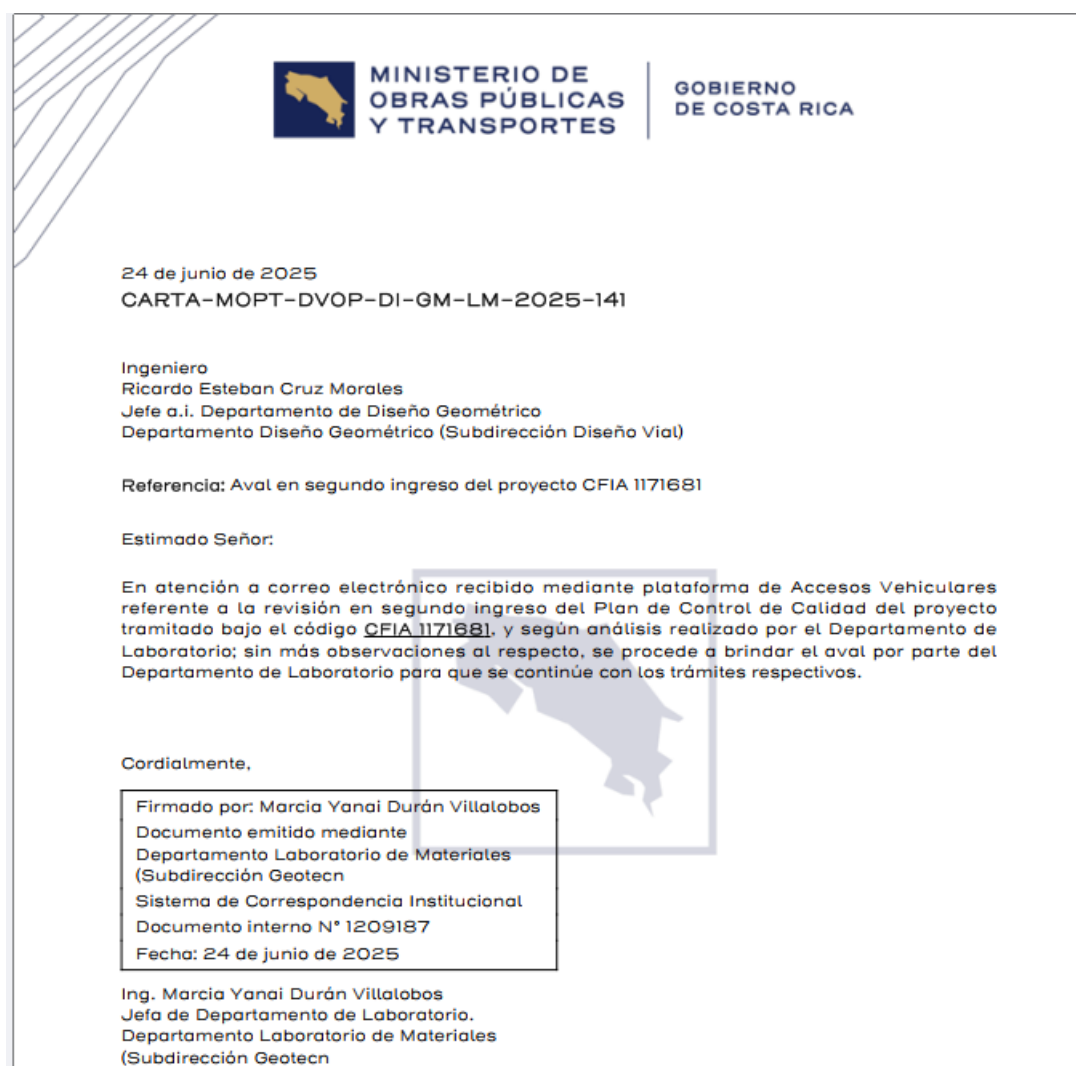 MINISTERIO DE
OBRAS PÚBLICAS
Y TRANSPORTES
GOBIERNO
DE COSTA RICA
24 de junio de 2025
CARTA-MOPT-DVOP-DI-GM-LM-2025-141
Ingeniero
Ricardo Esteban Cruz Morales
Jefe a.i. Departamento de Diseño Geométrico
Departamento Diseño Geométrico (Subdirección Diseño Vial)
Referencia: Aval en segundo ingreso del proyecto CFIA 1171681
Estimado Señor:
En atención a correo electrónico recibido mediante plataforma de Accesos Vehiculares
referente a la revisión en segundo ingreso del Plan de Control de Calidad del proyecto
tramitado bajo el código CFIA 1171681, y según análisis realizado por el Departamento de
Laboratorio; sin más observaciones al respecto, se procede a brindar el aval por parte del
Departamento de Laboratorio para que se continúe con los trámites respectivos.
Cordialmente,
Firmado por: Marcia Yanai Durán Villalobos
Documento emitido mediante
Departamento Laboratorio de Materiales
(Subdirección Geotecn
Sistema de Correspondencia Institucional
Documento interno N° 1209187
Fecha: 24 de junio de 2025
Ing. Marcia Yanai Durán Villalobos
Jefa de Departamento de Laboratorio.
Departamento Laboratorio de Materiales
(Subdirección Geotecn